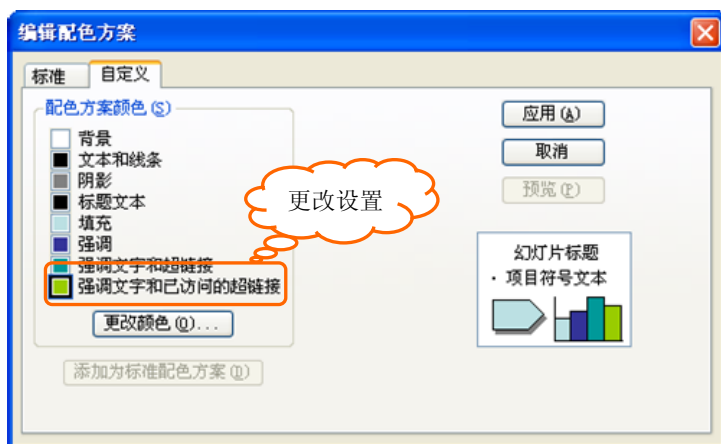 编辑配色方案
标准 自定义
配色方案颜色(S)
背景
文本和线条
阴影
标题文本
填充
强调
强调文字和超链接
强调文字和已访问的超链接
更改颜色(O)...
添加为标准配色方案(D)
更改设置
应用(A)
取消
预览(P)
幻灯片标题
· 项目符号文本